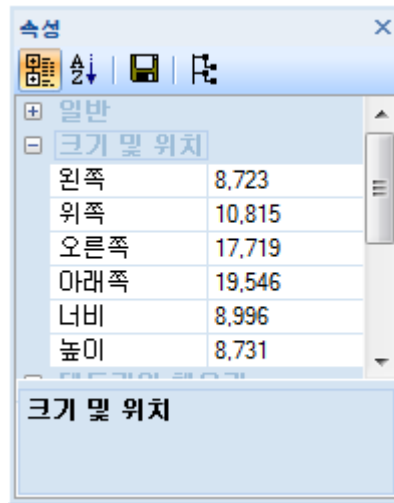 속성
일반
크기 및 위치
왼쪽 8,723
위쪽 10,815
오른쪽 17,719
아래쪽 19,546
너비 8,996
높이 8,731
크기 및 위치